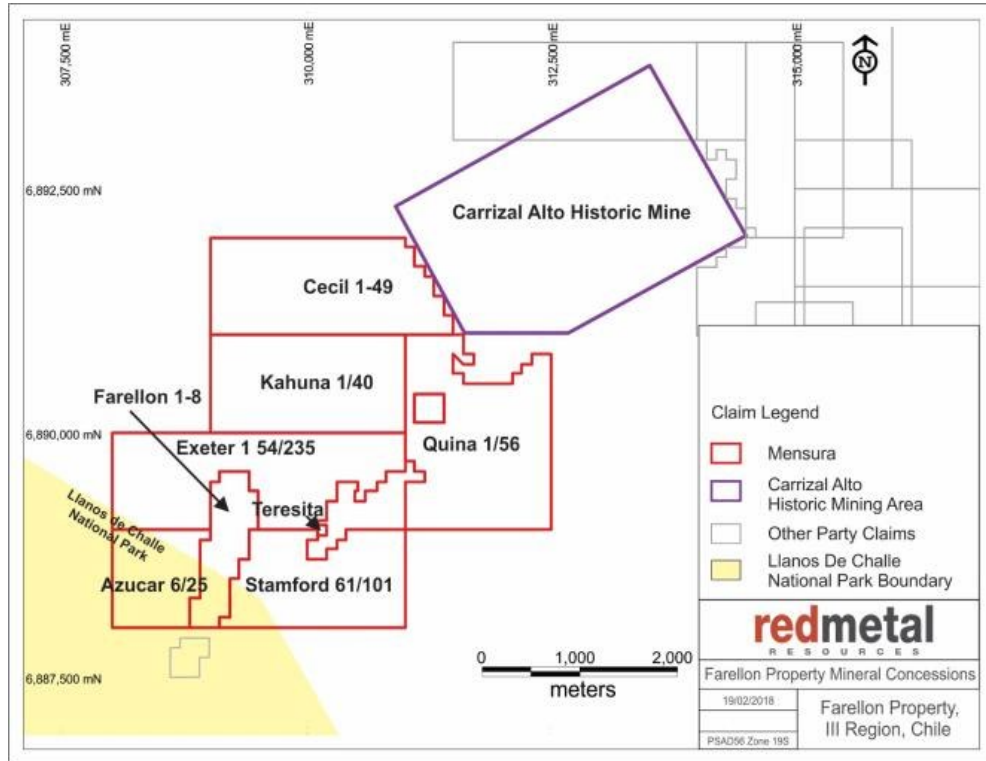 307,500 mE
310,000 mE
312,500 mE
315,000 mE
N
6,892,500 mN
Carrizal Alto Historic Mine
Cecil 1-49
Kahuna 1/40
Farellon 1-8
6,890,000 mN
Exeter 1 54/235
Quina 1/56
Teresita
Llanos de Challe
National Park
Azucar 6/25
Stamford 61/101
6,887,500 mN
0 1,000 2,000
meters
Claim Legend
Mensura
Carrizal Alto
Historic Mining Area
Other Party Claims
Llanos De Challe
National Park Boundary
redmetal
RESOURCES
Farellon Property Mineral Concessions
19/02/2018
PSAD56 Zone 19S
Farellon Property,
III Region, Chile